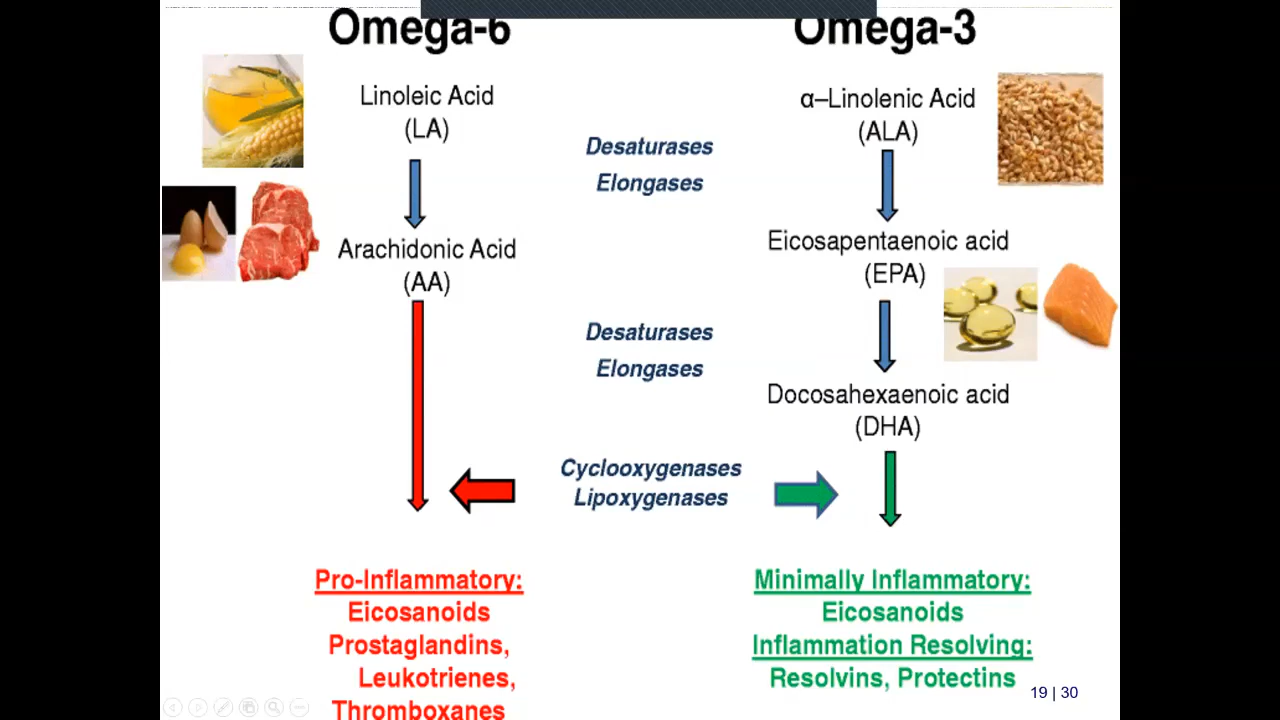 Omega-6
Linoleic Acid
(LA)
Arachidonic Acid
(AA)
Pro-Inflammatory:
Eicosanoids
Prostaglandins,
Leukotrienes,
Thromboxanes
Desaturases
Elongases
Desaturases
Elongases
Cyclooxygenases
Lipoxygenases
Omega-3
α–Linolenic Acid
(ALA)
Eicosapentaenoic acid
(EPA)
Docosahexaenoic acid
(DHA)
Minimally Inflammatory:
Eicosanoids
Inflammation Resolving:
Resolvins, Protectins
19 | 30